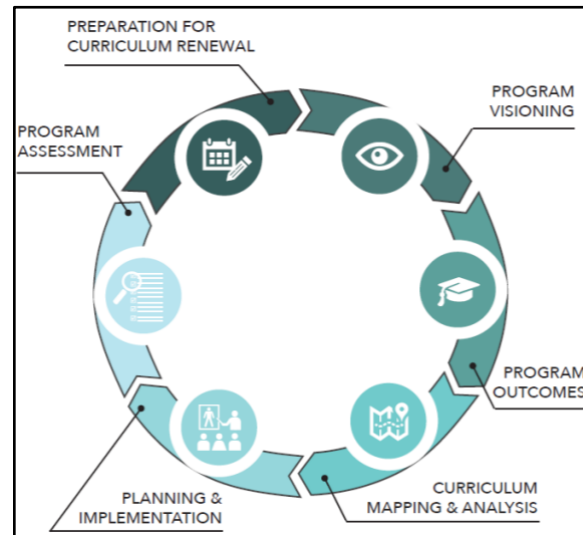 PREPARATION FOR
CURRICULUM RENEWAL
PROGRAM
VISIONING
PROGRAM
OUTCOMES
CURRICULUM
MAPPING & ANALYSIS
PLANNING &
IMPLEMENTATION
PROGRAM
ASSESSMENT